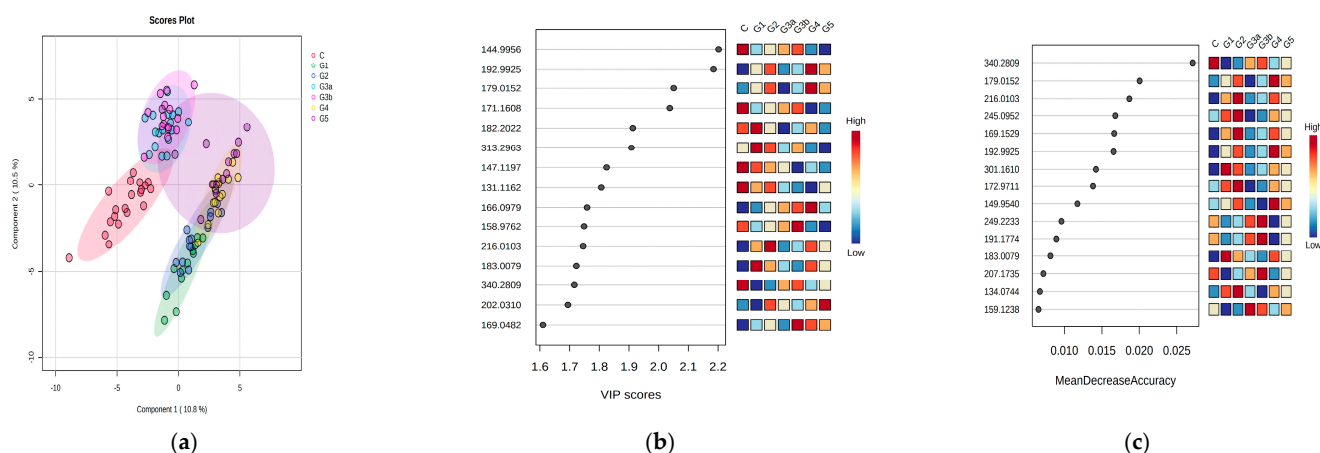 Scores Plot
Component 2 ( 10.5 %)
5
0
-5
-10
-10
-5
0
5
Component 1 ( 10.8 %)
C
G1
G2
G3a
G3b
G4
G5
(a)
C G1 G2 G3a G3b G4 G5
144.9956
192.9925
179.0152
171.1608
182.2022
313.2963
147.1197
131.1162
166.0979
158.9762
216.0103
183.0079
340.2809
202.0310
169.0482
1.6 1.7 1.8 1.9 2.0 2.1 2.2
VIP scores
High
Low
(b)
C G1 G2 G3a G3b G4 G5
340.2809
179.0152
216.0103
245.0952
169.1529
192.9925
301.1610
172.9711
149.9540
249.2233
191.1774
183.0079
207.1735
134.0744
159.1238
0.010 0.015 0.020 0.025
MeanDecreaseAccuracy
High
Low
(c)